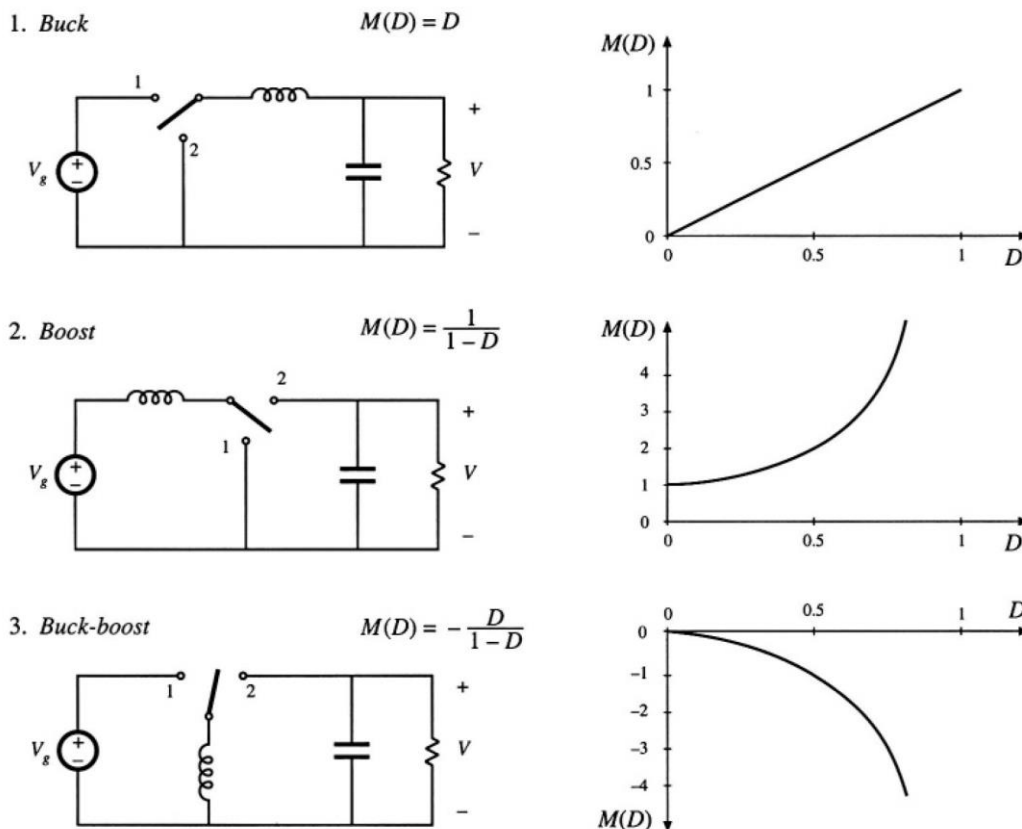 1. Buck
M(D) = D
1
2
V_g
+
−
+
V
−
M(D)
1
0.5
0
0
0.5
1
D
2. Boost
M(D) = \frac{1}{1 − D}
2
1
V_g
+
−
+
V
−
M(D)
4
3
2
1
0
0
0.5
1
D
3. Buck-boost
M(D) = − \frac{D}{1 − D}
1
2
V_g
+
−
+
V
−
0
0.5
1
D
0
−1
−2
−3
−4
M(D)